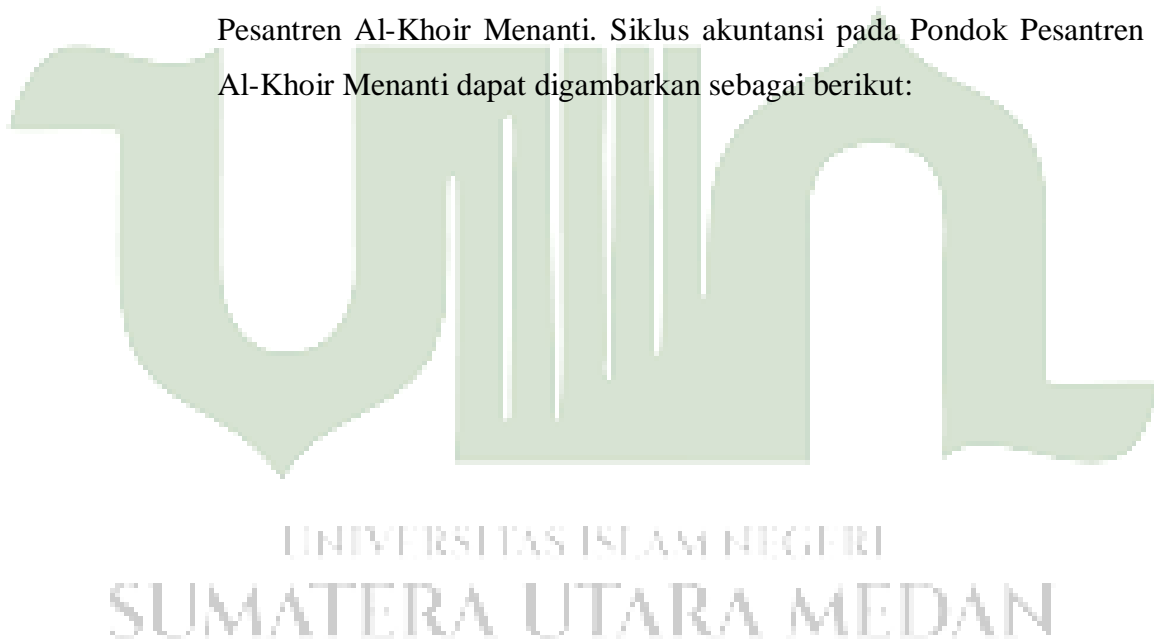 Pesantren Al-Khoir Menanti. Siklus akuntansi pada Pondok Pesantren
Al-Khoir Menanti dapat digambarkan sebagai berikut:
UNIVERSITAS ISLAM NEGERI
SUMATERA UTARA MEDAN